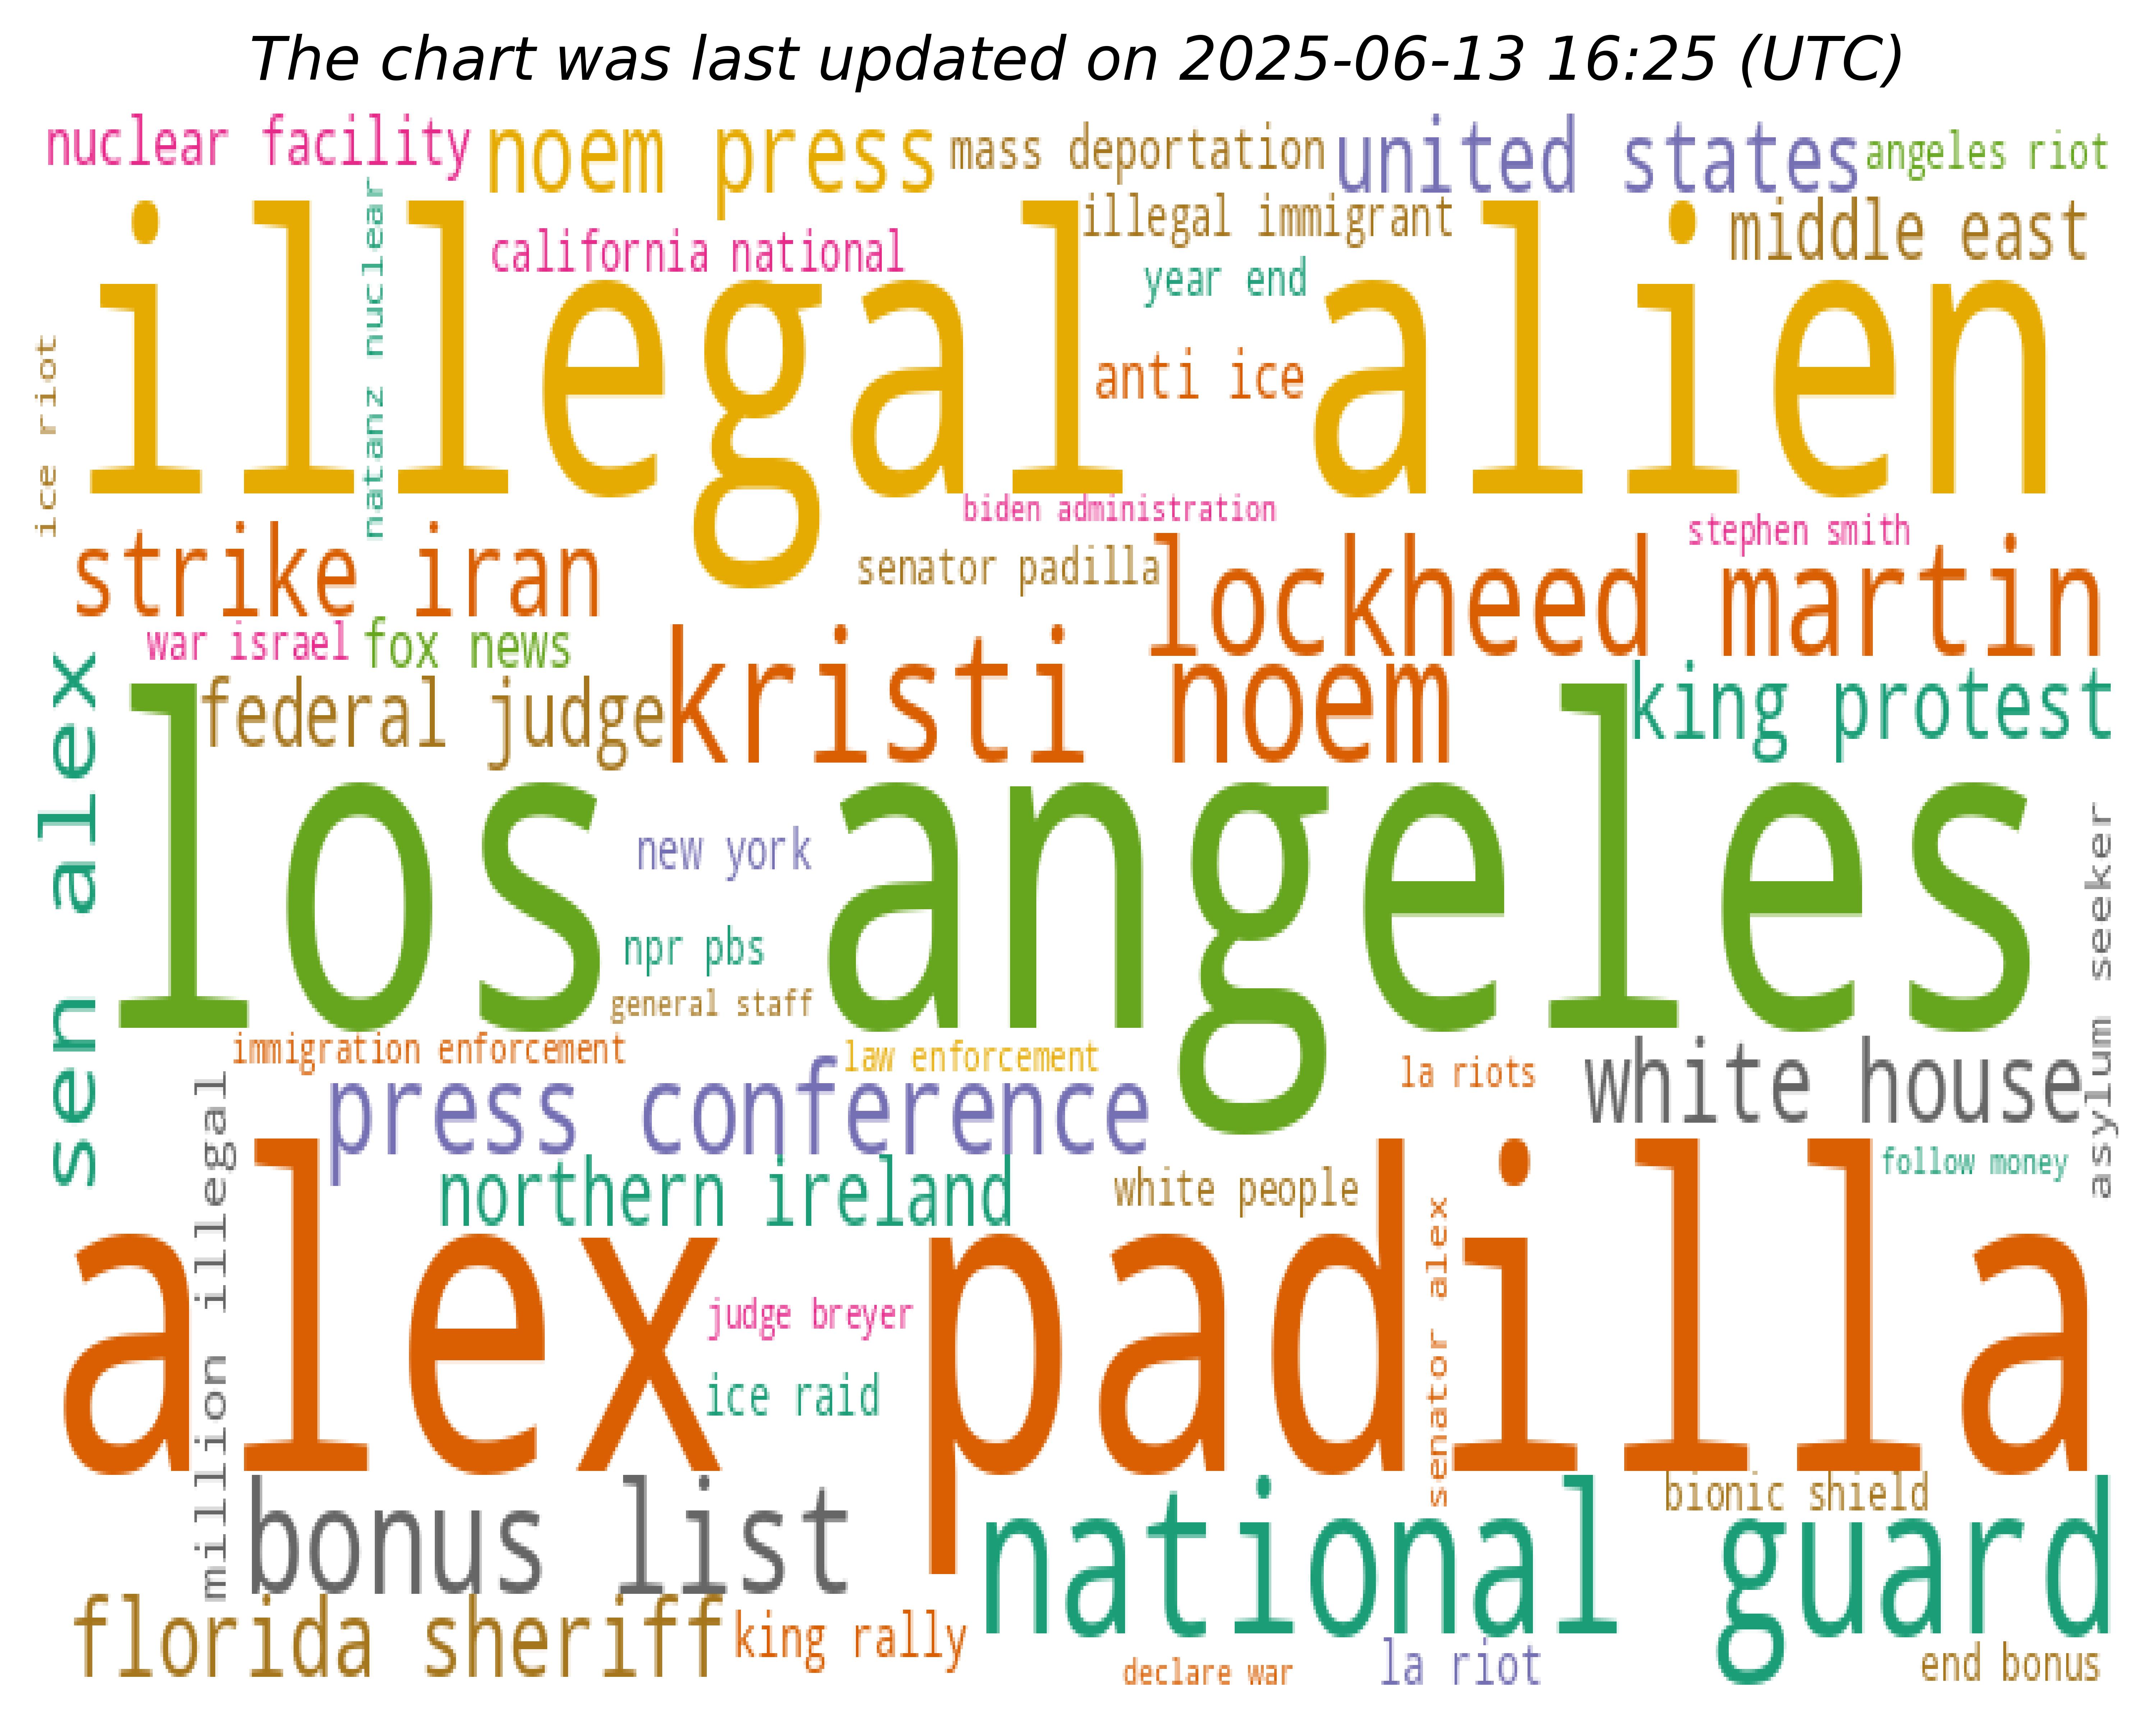 The chart was last updated on 2025-06-13 16:25 (UTC)
nuclear facility
noem press
mass deportation
united states
angeles riot
natanz nuclear
california national
illegal immigrant
middle east
year end
illegal alien
anti ice
ice riot
biden administration
stephen smith
strike iran
senator padilla
lockheed martin
war israel
fox news
kristi noem
federal judge
king protest
sen alex
los angeles
new york
npr pbs
general staff
asylum seeker
immigration enforcement
law enforcement
la riots
white house
press conference
northern ireland
white people
follow money
million illegal
alex padilla
senator alex
judge breyer
ice raid
bonus list
bionic shield
national guard
florida sheriff
king rally
declare war
la riot
end bonus